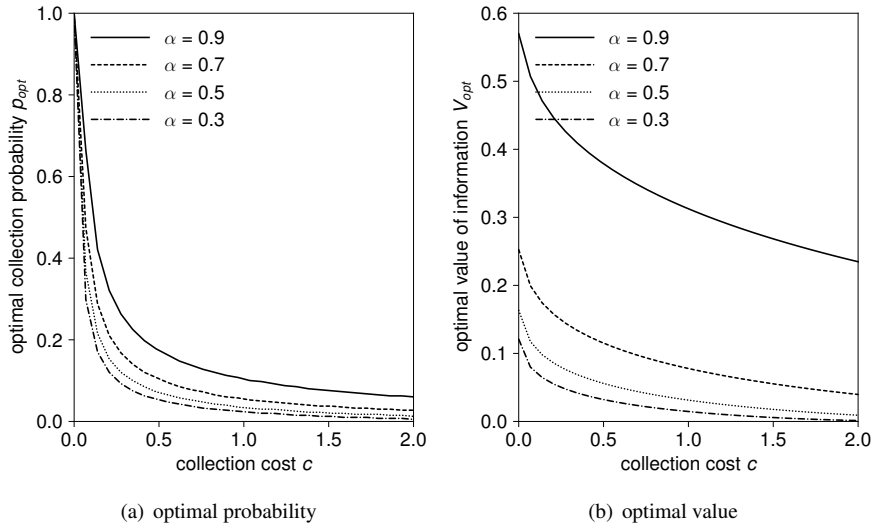 optimal collection probability p_opt
1.0
0.8
0.6
0.4
0.2
0.0
α = 0.9
α = 0.7
α = 0.5
α = 0.3
0.0 0.5 1.0 1.5 2.0
collection cost c
(a) optimal probability
optimal value of information V_opt
0.6
0.5
0.4
0.3
0.2
0.1
0.0
α = 0.9
α = 0.7
α = 0.5
α = 0.3
0.0 0.5 1.0 1.5 2.0
collection cost c
(b) optimal value